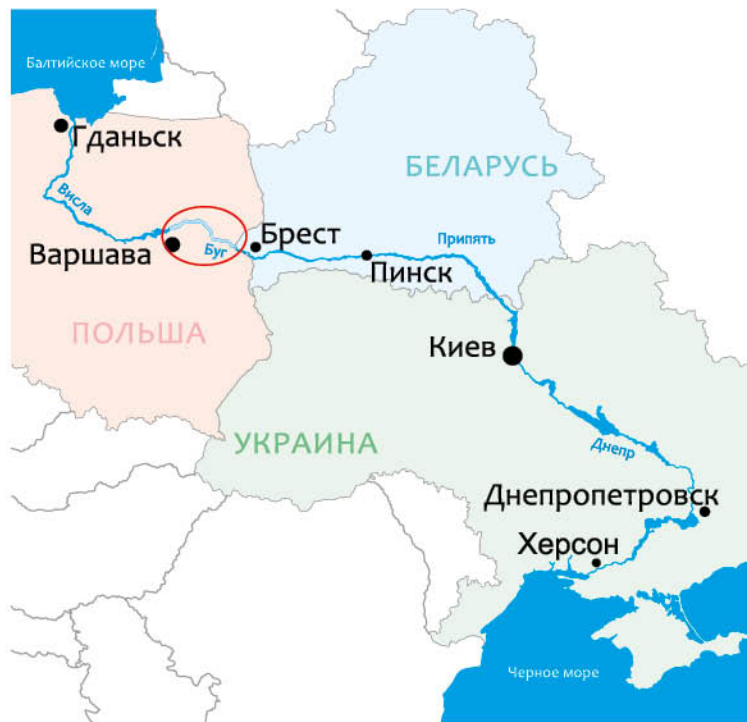 Балтийское море
Гданьск
БЕЛАРУСЬ
Висла
Брест
Припять
Варшава
Буг
Пинск
ПОЛЬША
Киев
УКРАИНА
Днепр
Днепропетровск
Херсон
Черное море